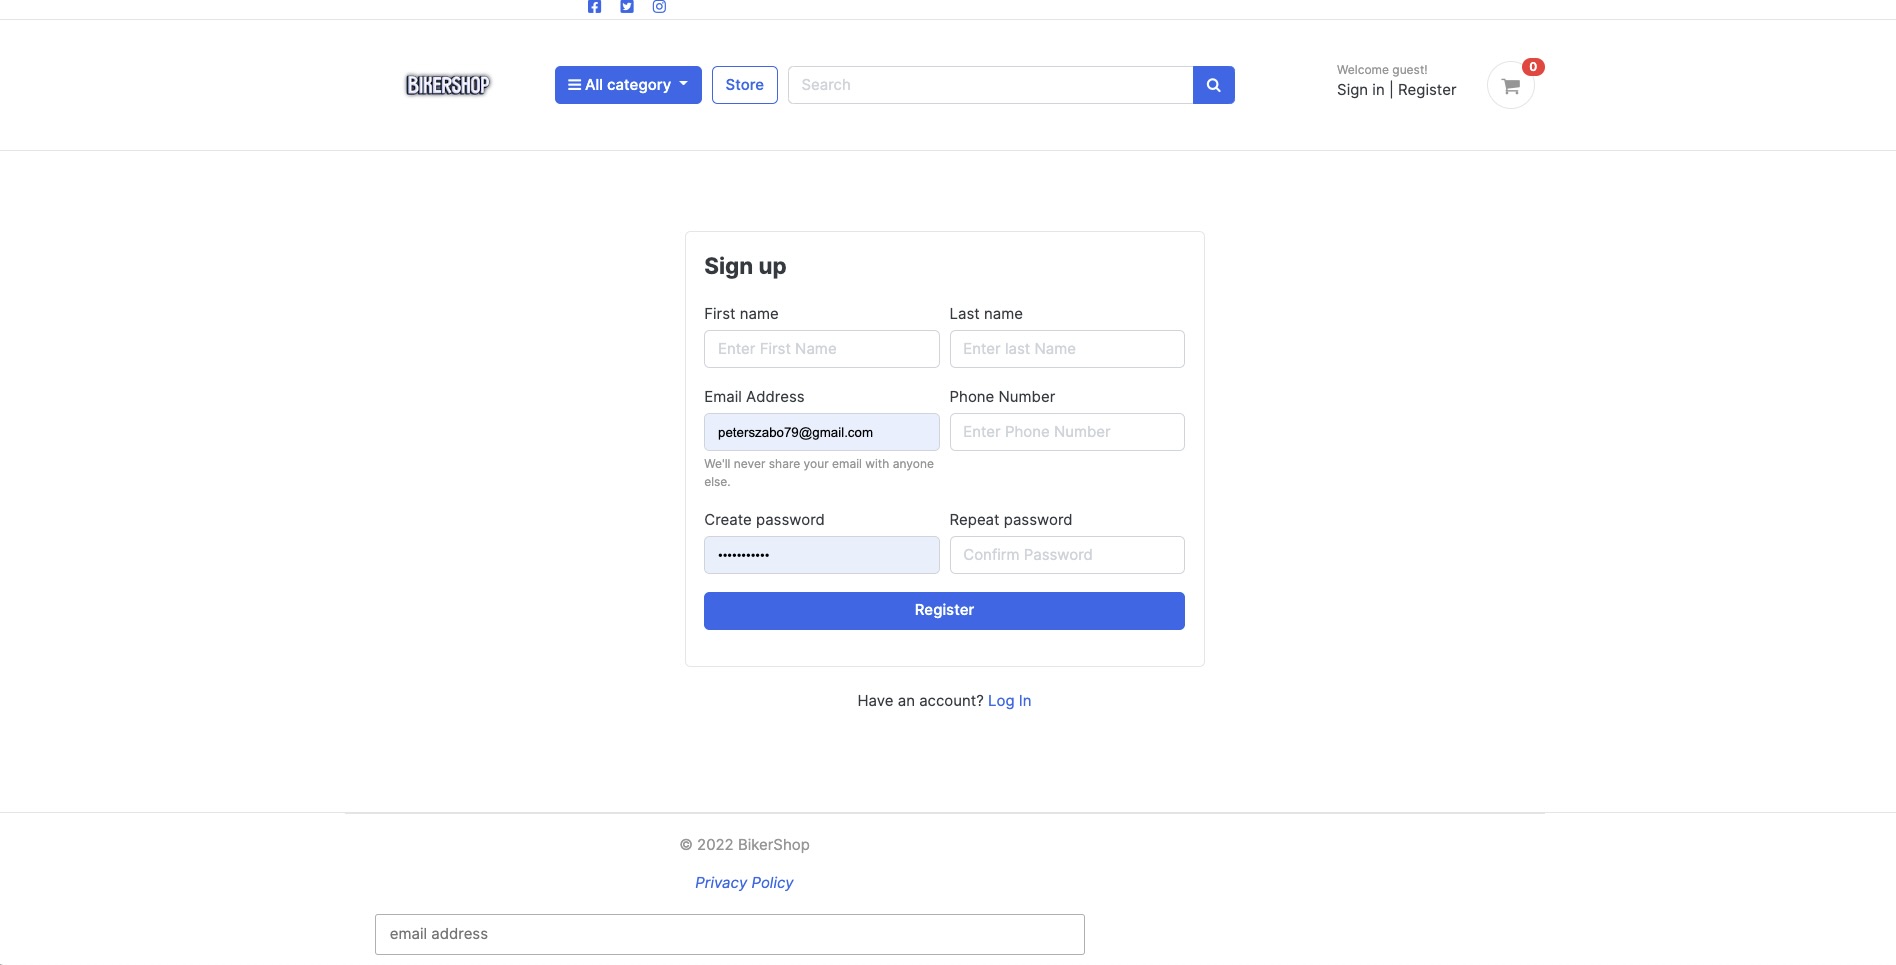 BIKERSHOP
All category
Store
Search
Welcome guest!
Sign in | Register
0
Sign up
First name
Last name
Enter First Name
Enter last Name
Email Address
Phone Number
peterszabo79@gmail.com
Enter Phone Number
We'll never share your email with anyone
else.
Create password
Repeat password
•••••••••••
Confirm Password
Register
Have an account? Log In
© 2022 BikerShop
Privacy Policy
email address